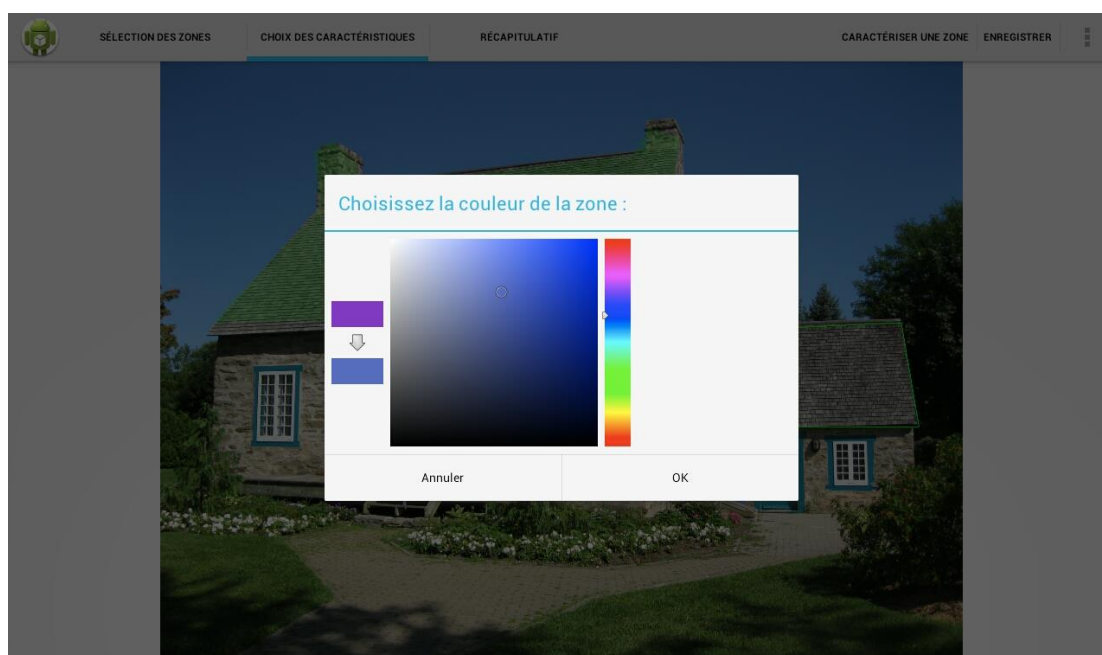 SÉLECTION DES ZONES
CHOIX DES CARACTÉRISTIQUES
RÉCAPITULATIF
CARACTÉRISER UNE ZONE
ENREGISTRER
Choisissez la couleur de la zone :
Annuler
OK